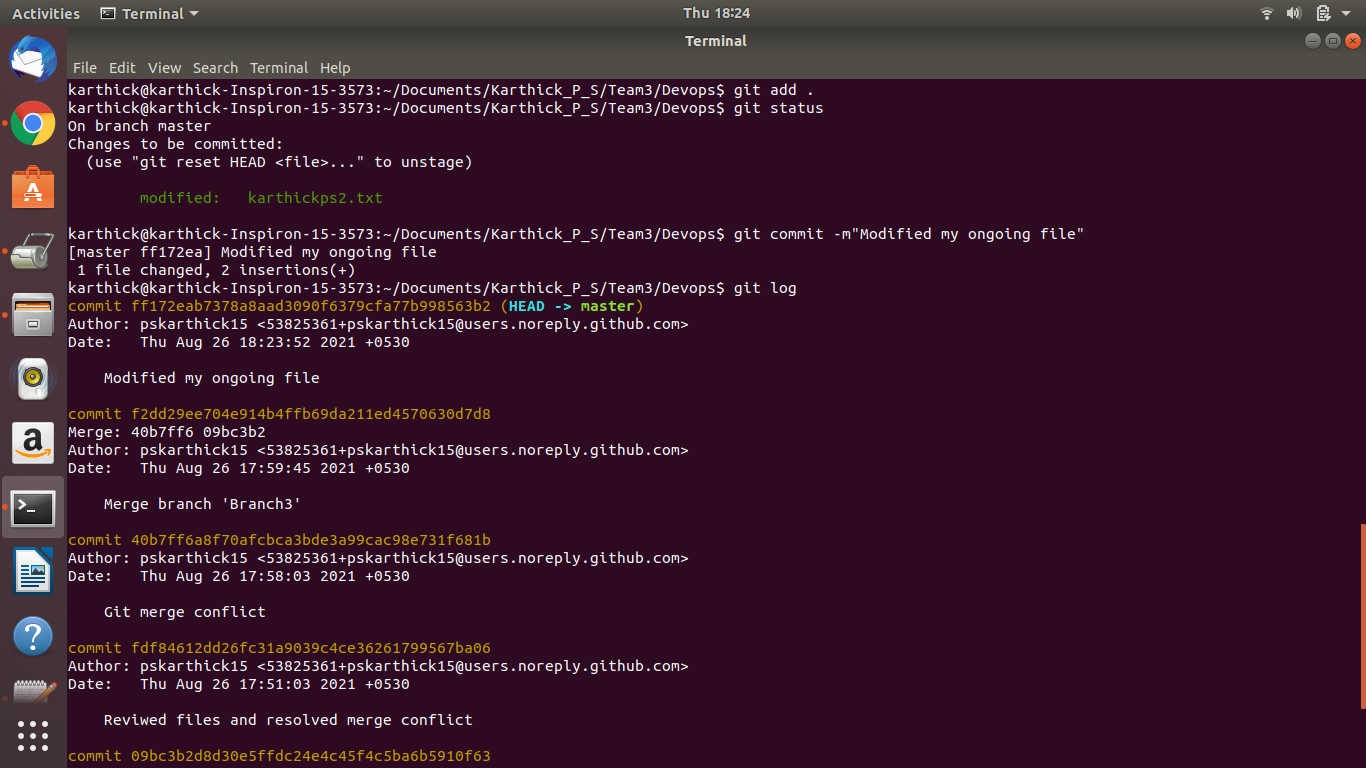 Activities Terminal Thu 18:24
Terminal
File Edit View Search Terminal Help
karthick@karthick-Inspiron-15-3573:~/Documents/Karthick_P_S/Team3/Devops$ git add .
karthick@karthick-Inspiron-15-3573:~/Documents/Karthick_P_S/Team3/Devops$ git status
On branch master
Changes to be committed:
  (use "git reset HEAD <file>..." to unstage)
        modified:   karthickps2.txt
karthick@karthick-Inspiron-15-3573:~/Documents/Karthick_P_S/Team3/Devops$ git commit -m"Modified my ongoing file"
[master ff172ea] Modified my ongoing file
 1 file changed, 2 insertions(+)
karthick@karthick-Inspiron-15-3573:~/Documents/Karthick_P_S/Team3/Devops$ git log
commit ff172eab7378a8aad3090f6379cfa77b998563b2 (HEAD -> master)
Author: pskarthick15 <53825361+pskarthick15@users.noreply.github.com>
Date:   Thu Aug 26 18:23:52 2021 +0530
    Modified my ongoing file
commit f2dd29ee704e914b4ffb69da211ed4570630d7d8
Merge: 40b7ff6 09bc3b2
Author: pskarthick15 <53825361+pskarthick15@users.noreply.github.com>
Date:   Thu Aug 26 17:59:45 2021 +0530
    Merge branch 'Branch3'
commit 40b7ff6a8f70afcbca3bde3a99cac98e731f681b
Author: pskarthick15 <53825361+pskarthick15@users.noreply.github.com>
Date:   Thu Aug 26 17:58:03 2021 +0530
    Git merge conflict
commit fdf84612dd26fc31a9039c4ce36261799567ba06
Author: pskarthick15 <53825361+pskarthick15@users.noreply.github.com>
Date:   Thu Aug 26 17:51:03 2021 +0530
    Reviwed files and resolved merge conflict
commit 09bc3b2d8d30e5ffdc24e4c45f4c5ba6b5910f63